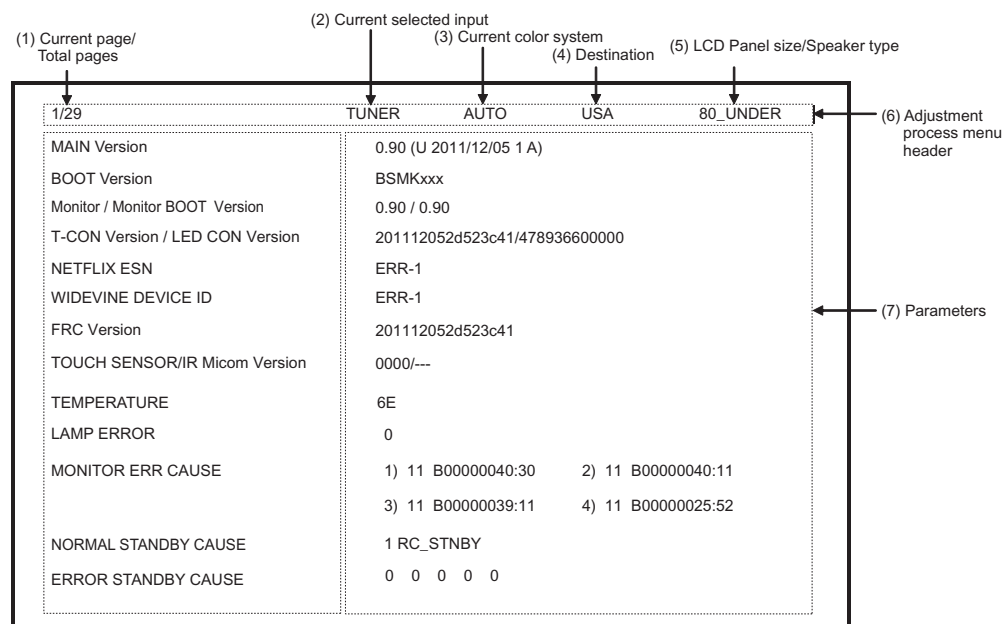 (2) Current selected input
(1) Current page/
Total pages
(3) Current color system
(4) Destination
(5) LCD Panel size/Speaker type
1/29 TUNER AUTO USA 80_UNDER
(6) Adjustment
process menu
header
MAIN Version 0.90 (U 2011/12/05 1 A)
BOOT Version BSMKxxx
Monitor / Monitor BOOT Version 0.90 / 0.90
T-CON Version / LED CON Version 201112052d523c41/478936600000
NETFLIX ESN ERR-1
WIDEVINE DEVICE ID ERR-1
(7) Parameters
FRC Version 201112052d523c41
TOUCH SENSOR/IR Micom Version 0000/---
TEMPERATURE 6E
LAMP ERROR 0
MONITOR ERR CAUSE 1) 11 B00000040:30 2) 11 B00000040:11
3) 11 B00000039:11 4) 11 B00000025:52
NORMAL STANDBY CAUSE 1 RC_STNBY
ERROR STANDBY CAUSE 0 0 0 0 0